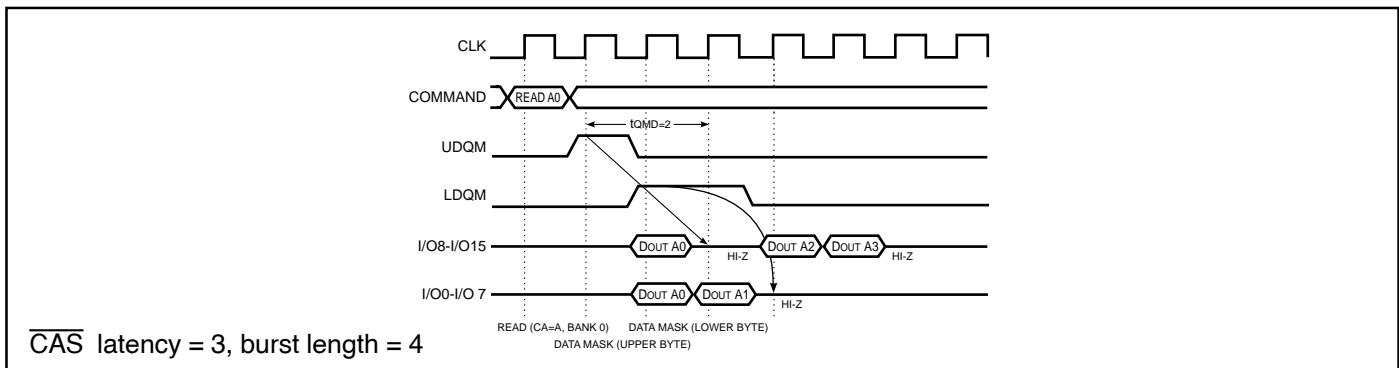 CLK
COMMAND
READ A0
tQMD=2
UDQM
LDQM
I/O8-I/O15
DOUT A0
HI-Z
DOUT A2
DOUT A3
HI-Z
I/O0-I/O 7
DOUT A0
DOUT A1
HI-Z
READ (CA=A, BANK 0)
DATA MASK (LOWER BYTE)
DATA MASK (UPPER BYTE)
CAS latency = 3, burst length = 4